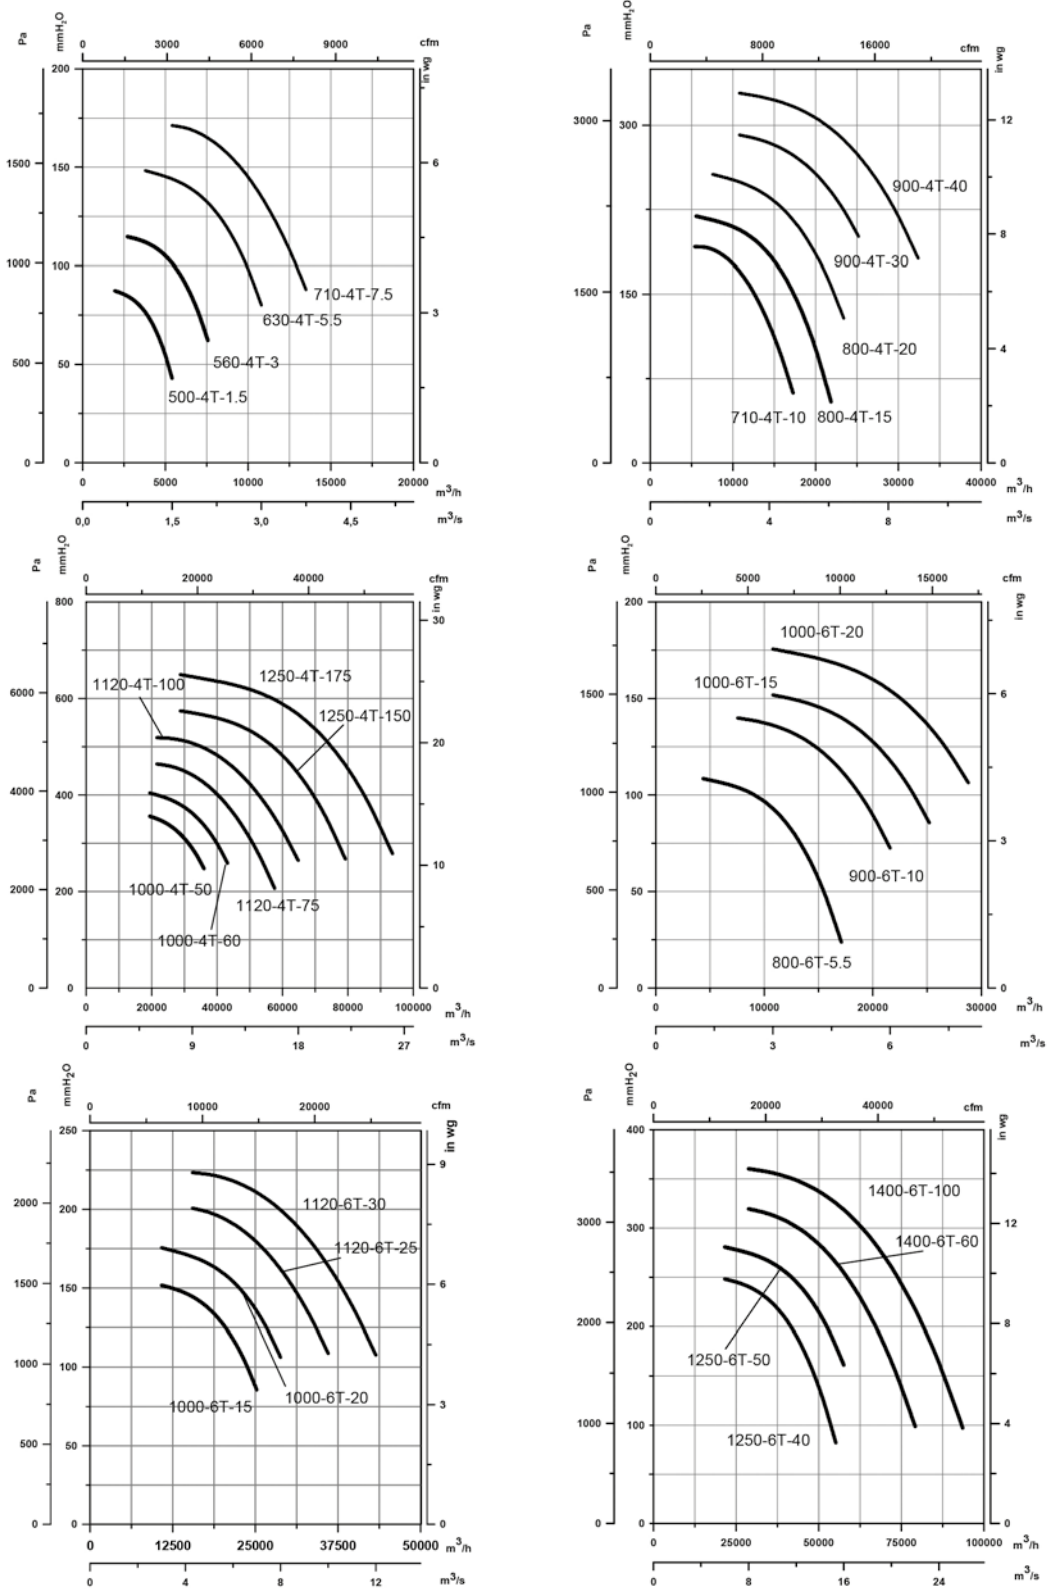 Pa mmH₂O 0 3000 6000 9000 cfm
in wg
200
150
100
50
0
1500
1000
500
0
6
3
0
710-4T-7.5
630-4T-5.5
560-4T-3
500-4T-1.5
0 5000 10000 15000 20000 m³/h
0,0 1,5 3,0 4,5 m³/s
Pa mmH₂O 0 8000 16000 cfm
in wg
3000
1500
0
300
150
0
12
8
4
0
900-4T-40
900-4T-30
800-4T-20
710-4T-10 800-4T-15
0 10000 20000 30000 40000 m³/h
0 4 8 m³/s
Pa mmH₂O 0 20000 40000 cfm
in wg
800
600
400
200
0
6000
4000
2000
0
30
20
10
0
1250-4T-175
1120-4T-100
1250-4T-150
1000-4T-50
1120-4T-75
1000-4T-60
0 20000 40000 60000 80000 100000 m³/h
0 9 18 27 m³/s
Pa mmH₂O 0 5000 10000 15000 cfm
in wg
200
150
100
50
0
1500
1000
500
0
6
3
0
1000-6T-20
1000-6T-15
900-6T-10
800-6T-5.5
0 10000 20000 30000 m³/h
0 3 6 m³/s
Pa mmH₂O 0 10000 20000 cfm
in wg
250
200
150
100
50
0
2000
1500
1000
500
0
9
6
3
0
1120-6T-30
1120-6T-25
1000-6T-20
1000-6T-15
0 12500 25000 37500 50000 m³/h
0 4 8 12 m³/s
Pa mmH₂O 0 20000 40000 cfm
in wg
400
300
200
100
0
3000
2000
1000
0
12
8
4
0
1400-6T-100
1400-6T-60
1250-6T-50
1250-6T-40
0 25000 50000 75000 100000 m³/h
0 8 16 24 m³/s